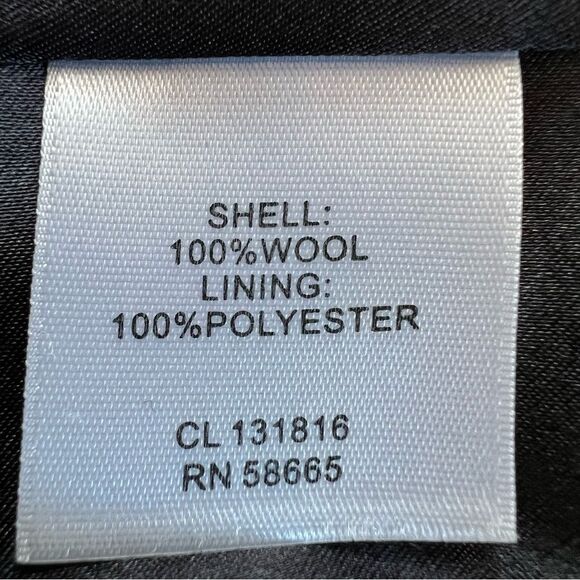 SHELL:
100%WOOL
LINING:
100%POLYESTER
CL 131816
RN 58665